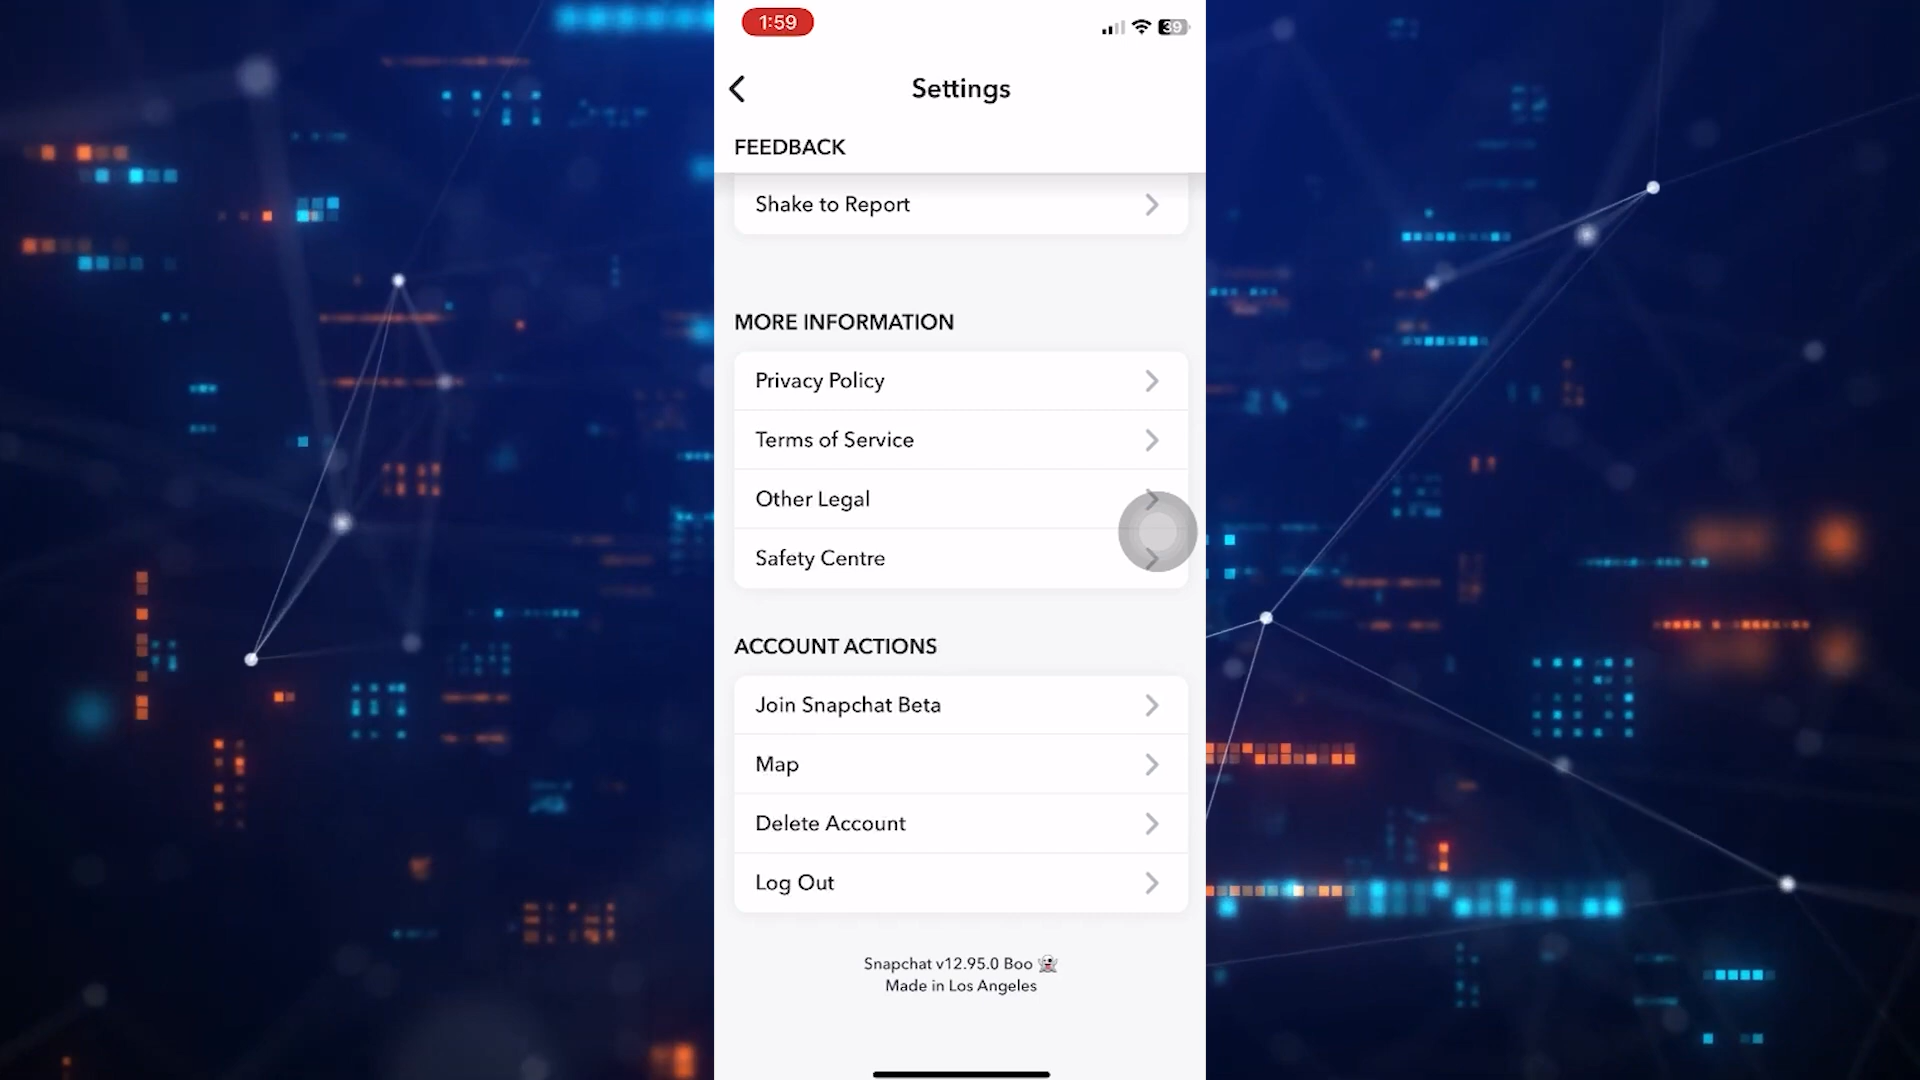 1:59
39
Settings
FEEDBACK
Shake to Report
MORE INFORMATION
Privacy Policy
Terms of Service
Other Legal
Safety Centre
ACCOUNT ACTIONS
Join Snapchat Beta
Map
Delete Account
Log Out
Snapchat v12.95.0 Boo 👻
Made in Los Angeles